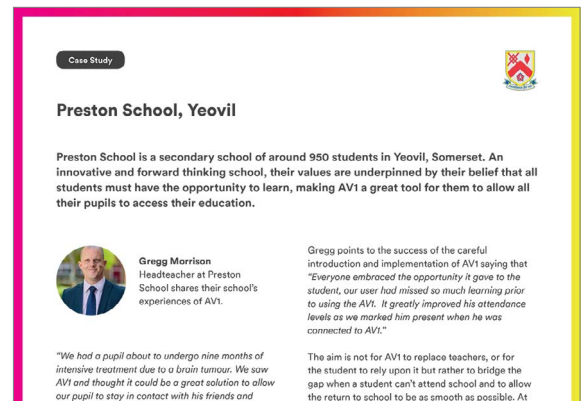 Case Study
Preston School, Yeovil
Preston School is a secondary school of around 950 students in Yeovil, Somerset. An
innovative and forward thinking school, their values are underpinned by their belief that all
students must have the opportunity to learn, making AV1 a great tool for them to allow all
their pupils to access their education.
Gregg Morrison
Headteacher at Preston
School shares their school's
experiences of AV1.
"We had a pupil about to undergo nine months of
intensive treatment due to a brain tumour. We saw
AV1 and thought it could be a great solution to allow
our pupil to stay in contact with his friends and
Gregg points to the success of the careful
introduction and implementation of AV1 saying that
"Everyone embraced the opportunity it gave to the
student, our user had missed so much learning prior
to using the AV1. It greatly improved his attendance
levels as we marked him present when he was
connected to AV1."
The aim is not for AV1 to replace teachers, or for
the student to rely upon it but rather to bridge the
gap when a student can't attend school and to allow
the return to school to be as smooth as possible. At